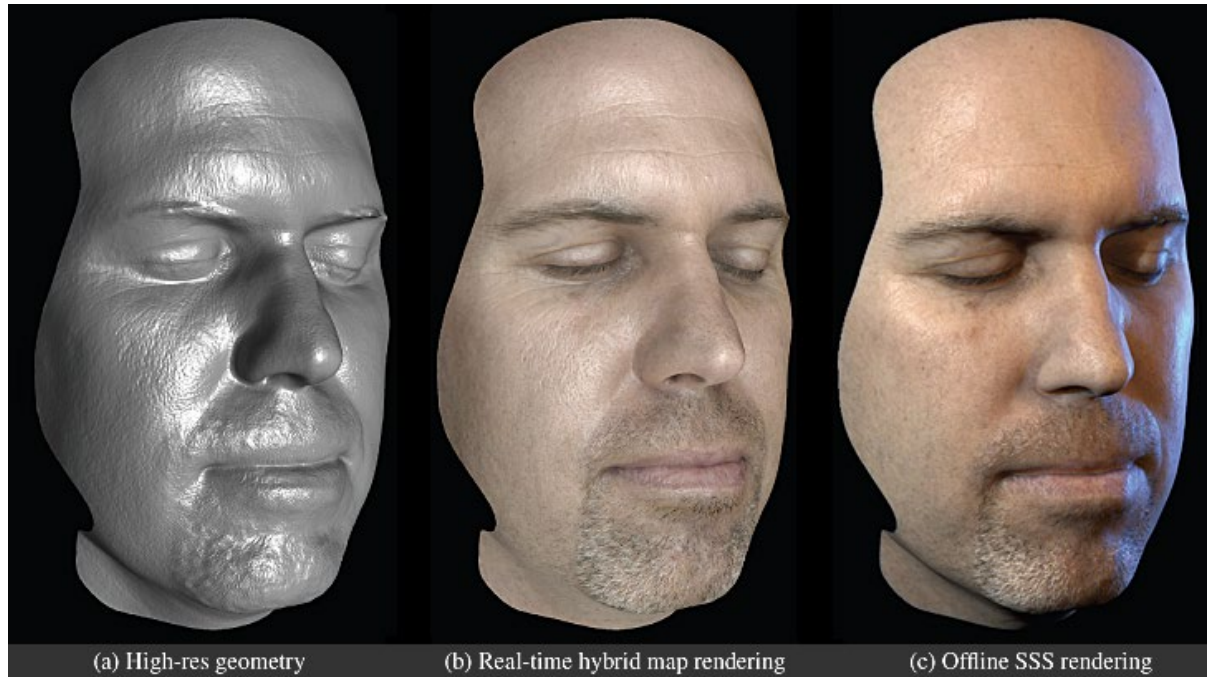 (a) High-res geometry
(b) Real-time hybrid map rendering
(c) Offline SSS rendering